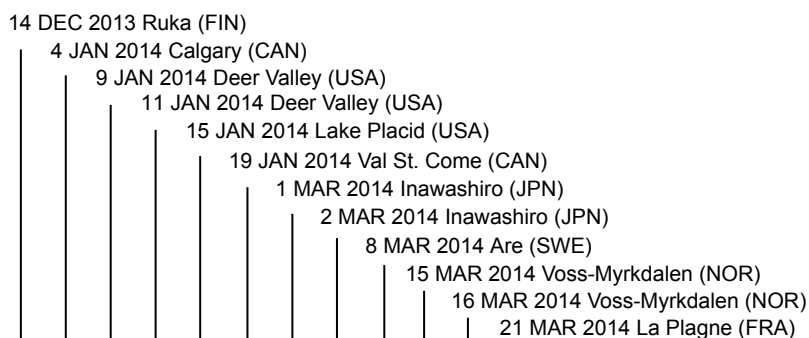 14 DEC 2013 Ruka (FIN)
4 JAN 2014 Calgary (CAN)
9 JAN 2014 Deer Valley (USA)
11 JAN 2014 Deer Valley (USA)
15 JAN 2014 Lake Placid (USA)
19 JAN 2014 Val St. Come (CAN)
1 MAR 2014 Inawashiro (JPN)
2 MAR 2014 Inawashiro (JPN)
8 MAR 2014 Are (SWE)
15 MAR 2014 Voss-Myrkdalen (NOR)
16 MAR 2014 Voss-Myrkdalen (NOR)
21 MAR 2014 La Plagne (FRA)